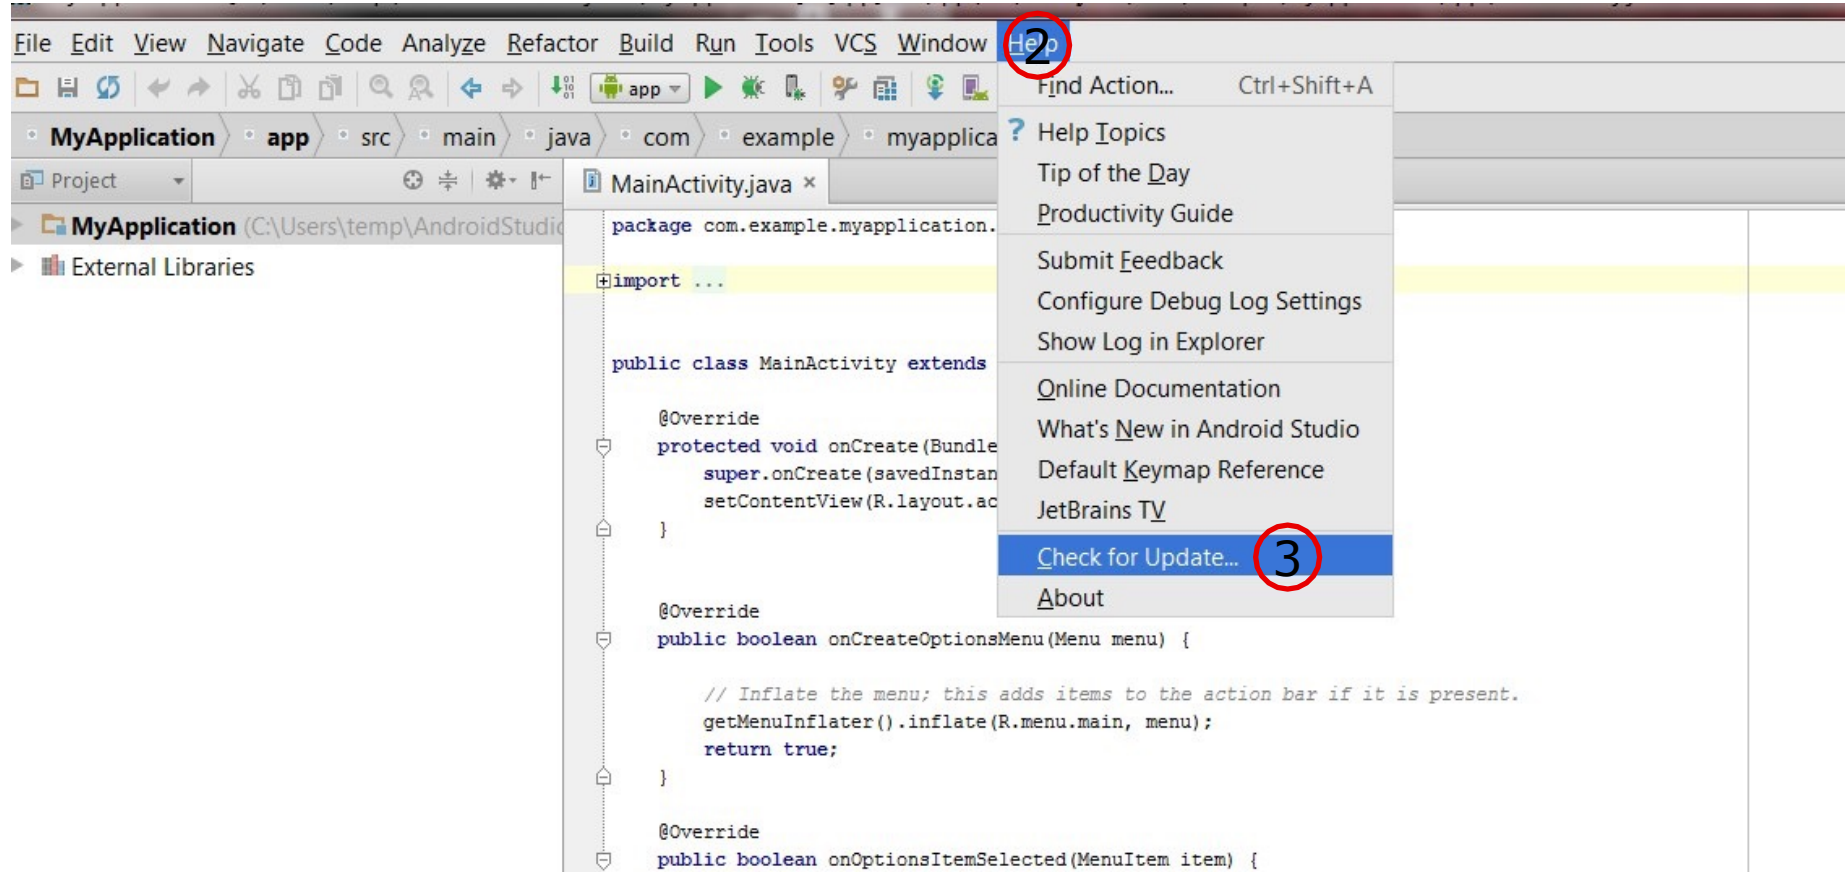 File Edit View Navigate Code Analyze Refactor Build Run Tools VCS Window Help
2
app
MyApplication app src main java com example myapplica
Project
MainActivity.java
MyApplication (C:\Users\temp\AndroidStudio
External Libraries
package com.example.myapplication.
import ...
public class MainActivity extends
@Override
protected void onCreate(Bundle
super.onCreate(savedInstan
setContentView(R.layout.ac
}
@Override
public boolean onCreateOptionsMenu(Menu menu) {
// Inflate the menu; this adds items to the action bar if it is present.
getMenuInflater().inflate(R.menu.main, menu);
return true;
}
@Override
public boolean onOptionsItemSelected(MenuItem item) {
Find Action... Ctrl+Shift+A
? Help Topics
Tip of the Day
Productivity Guide
Submit Feedback
Configure Debug Log Settings
Show Log in Explorer
Online Documentation
What's New in Android Studio
Default Keymap Reference
JetBrains TV
Check for Update... 3
About